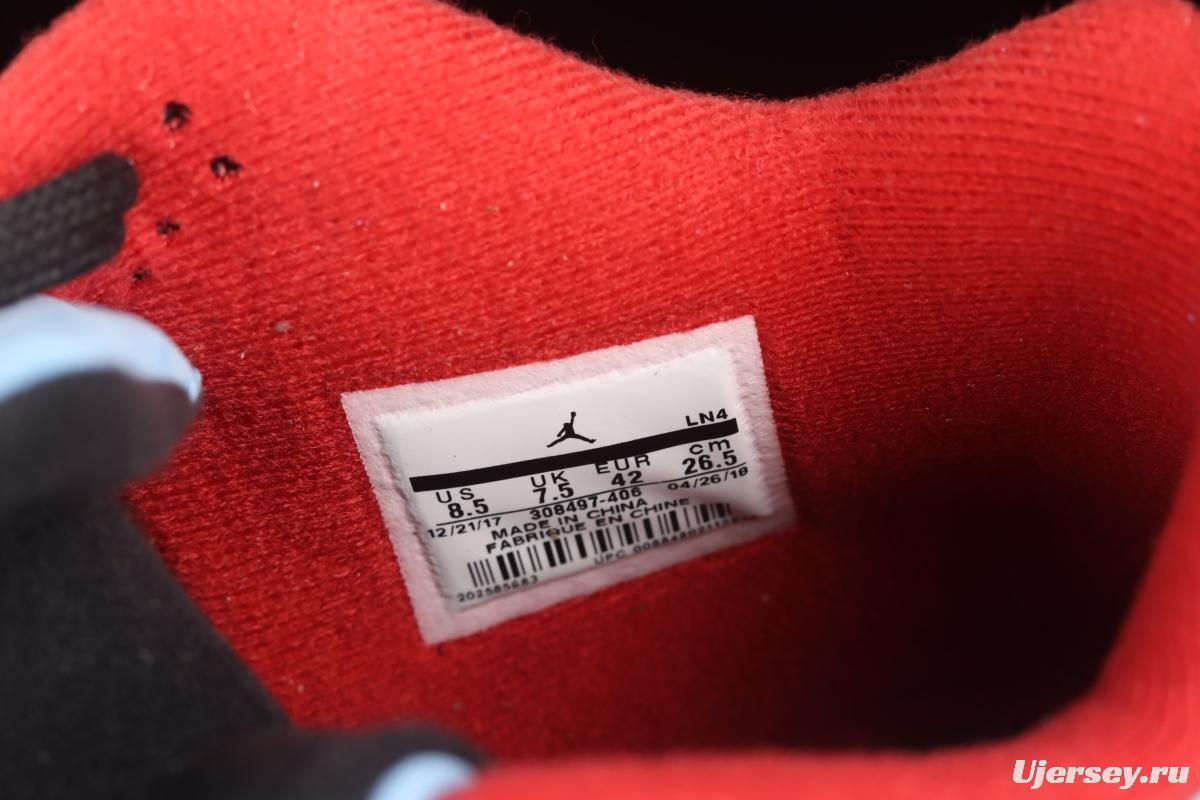 LN4
US UK EUR cm
8.5 7.5 42 26.5
12/21/17 308497-406 04/26/18
MADE IN CHINA
FABRIQUE EN CHINE
202585683 UPC
Ujersey.ru